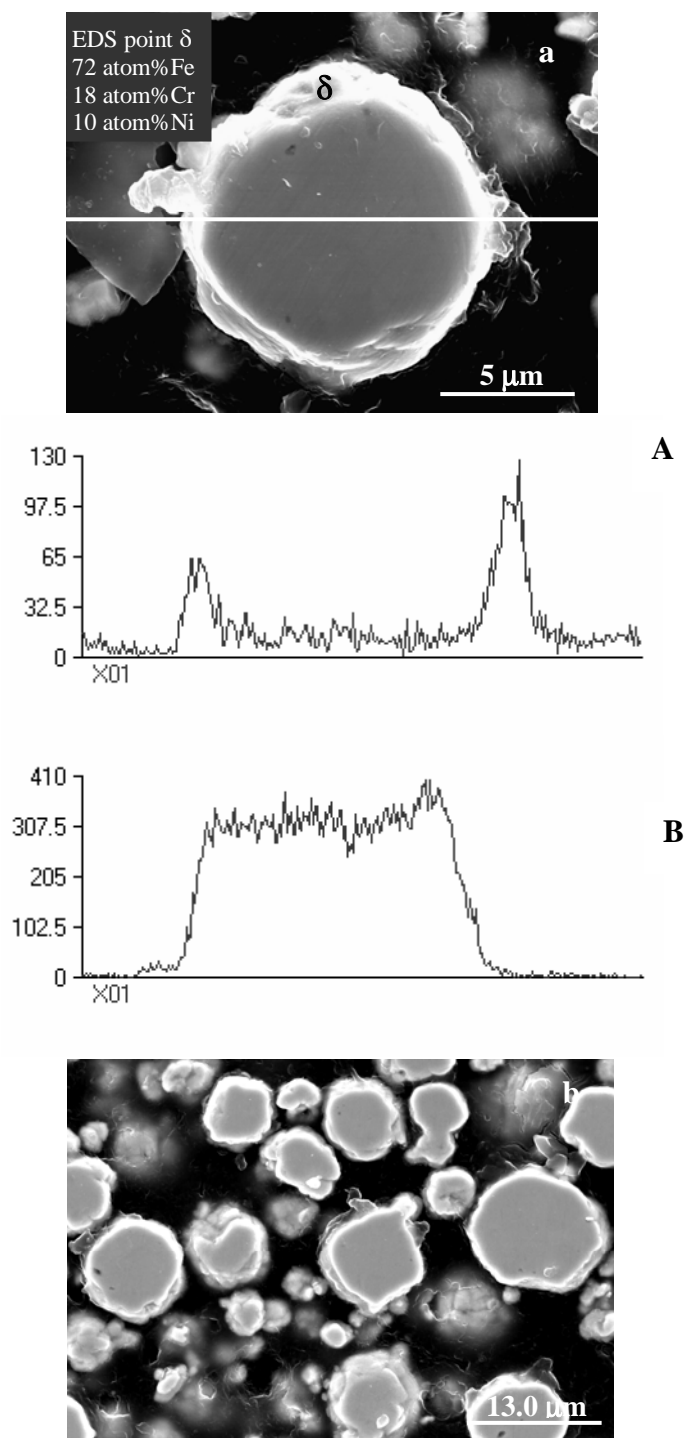 EDS point δ
72 atom%Fe
18 atom%Cr
10 atom%Ni
a
δ
5 μm
A
130
97.5
65
32.5
0
X01
B
410
307.5
205
102.5
0
X01
b
13.0 μm